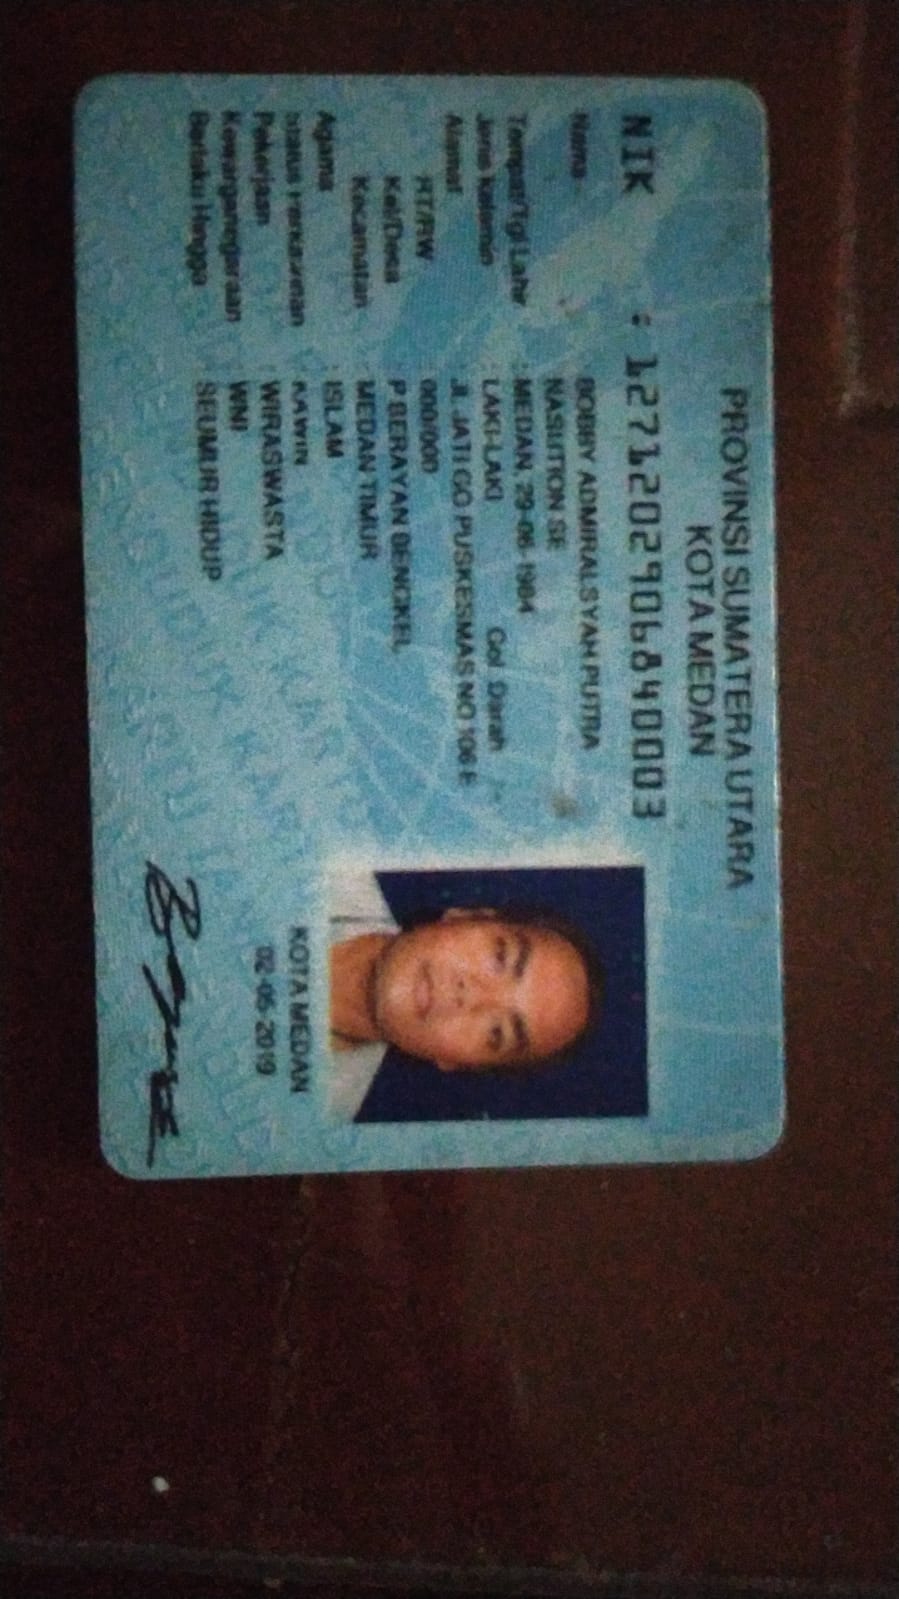 PROVINSI SUMATERA UTARA
KOTA MEDAN
NIK : 1271202906840003
Nama BOBBY ADMIRALSYAH PUTRA
NASUTION SE
Tempat/Tgl Lahir : MEDAN, 29-06-1984
Jenis kelamin : LAKI-LAKI Gol. Darah -
Alamat : JL JATI GG PUSKESMAS NO 106 E
RT/RW : 000/000
Kel/Desa : P BERAYAN BENGKEL
Kecamatan : MEDAN TIMUR
Agama : ISLAM
Status Perkawinan : KAWIN
Pekerjaan : WIRASWASTA
Kewarganegaraan : WNI
Berlaku Hingga : SEUMUR HIDUP
KOTA MEDAN
02-05-2019